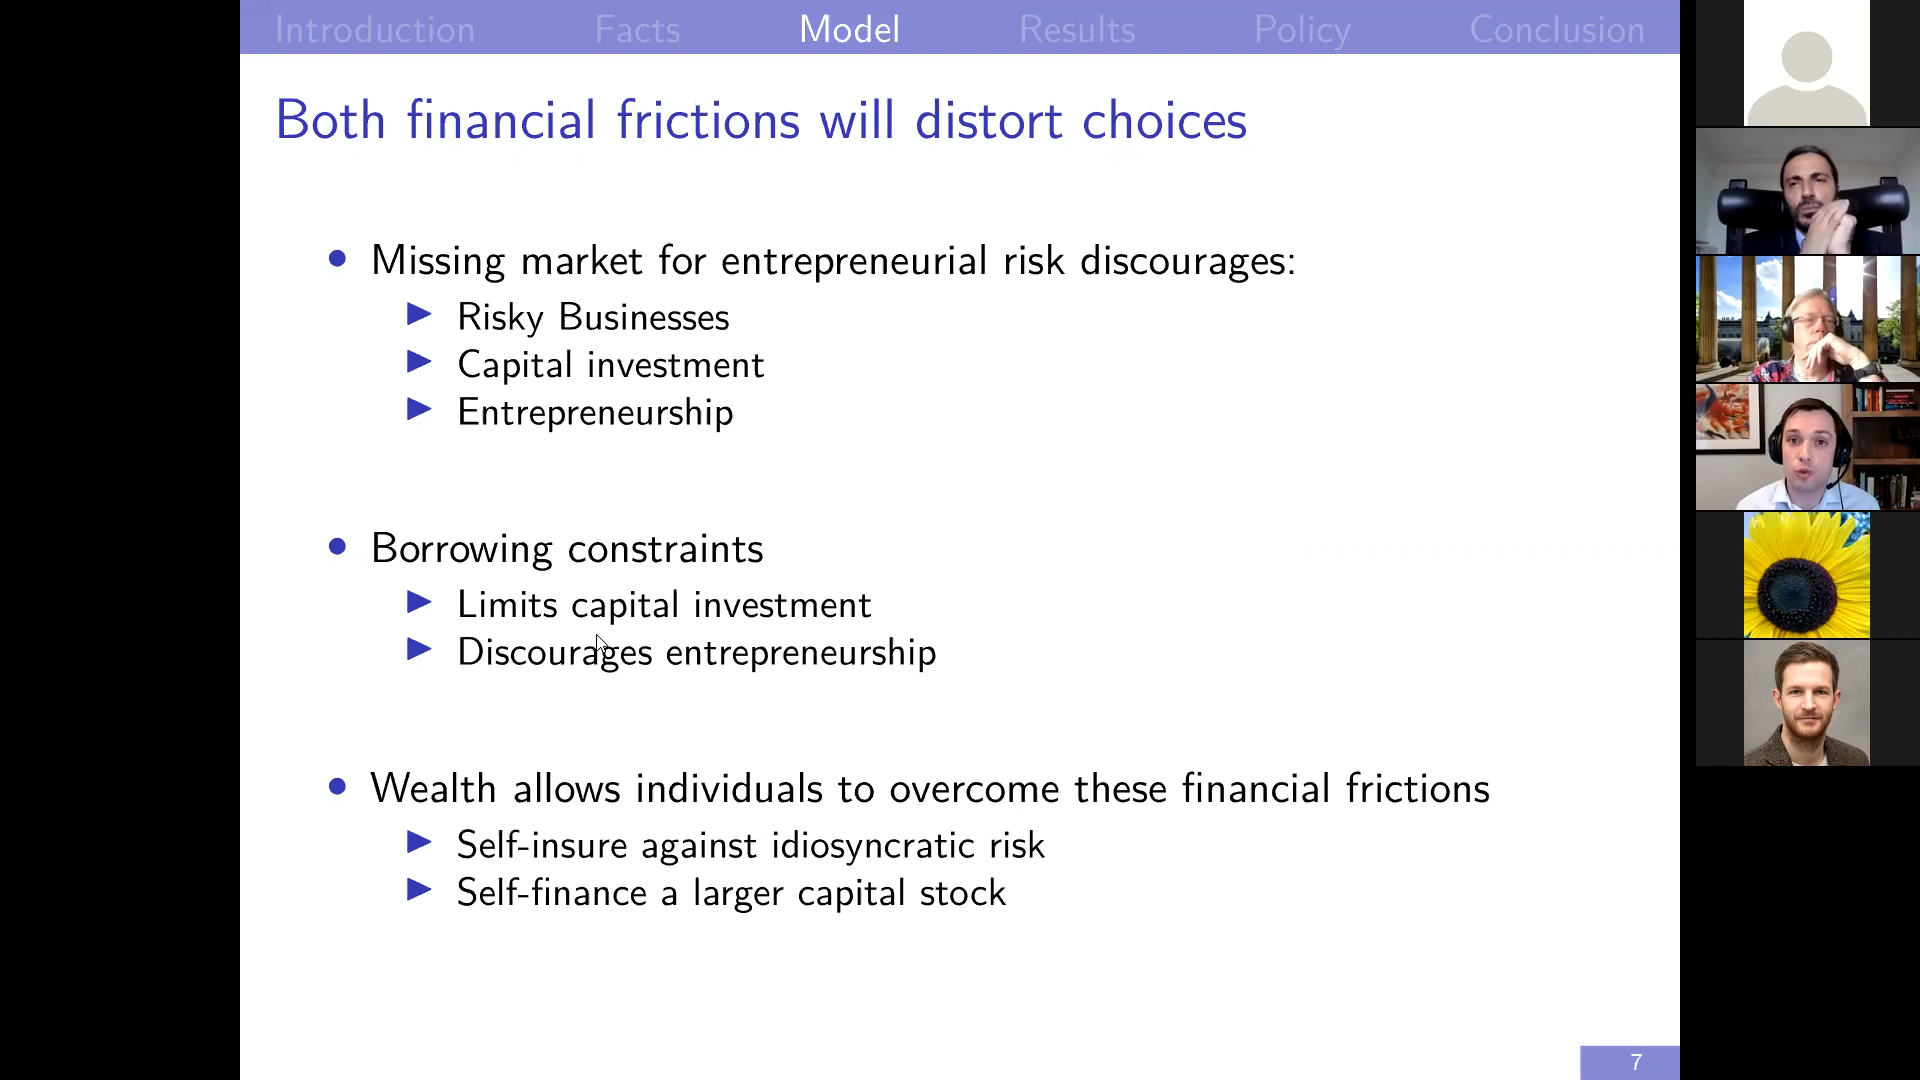 Introduction Facts Model Results Policy Conclusion
Both financial frictions will distort choices
Missing market for entrepreneurial risk discourages:
Risky Businesses
Capital investment
Entrepreneurship
Borrowing constraints
Limits capital investment
Discourages entrepreneurship
Wealth allows individuals to overcome these financial frictions
Self-insure against idiosyncratic risk
Self-finance a larger capital stock
7